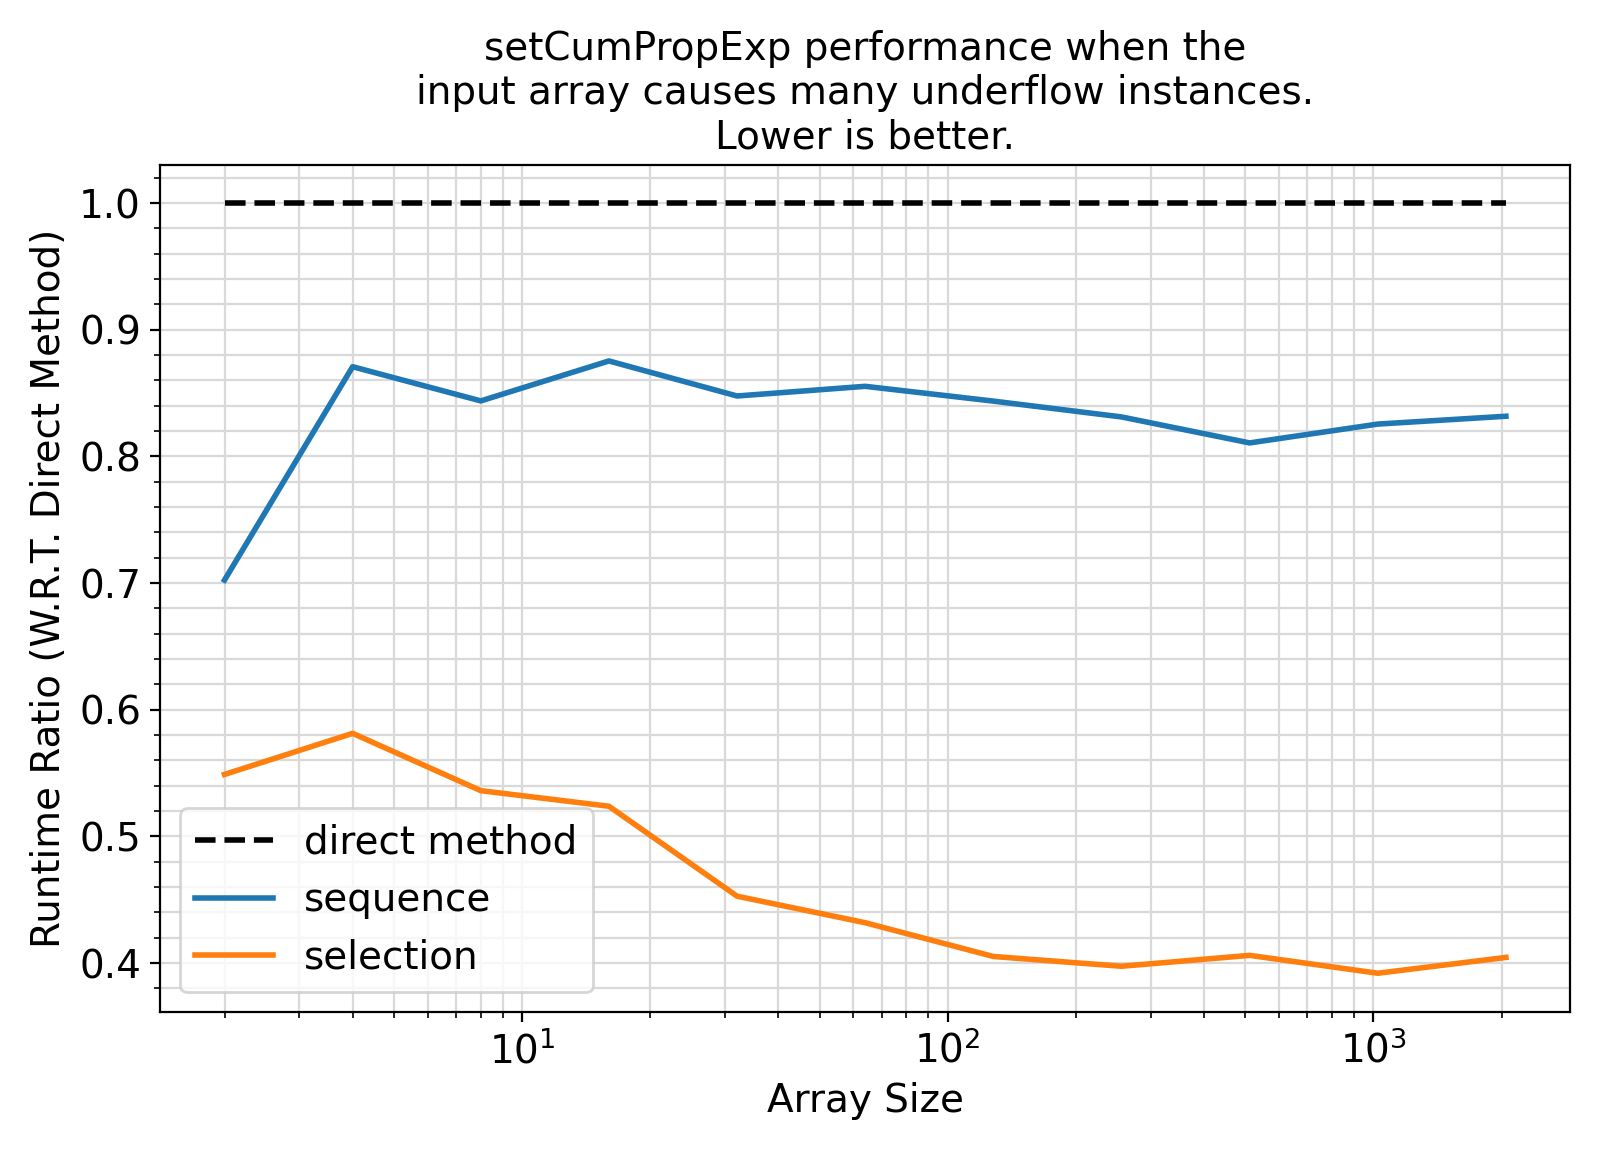 setCumPropExp performance when the
input array causes many underflow instances.
Lower is better.
Runtime Ratio (W.R.T. Direct Method)
1.0
0.9
0.8
0.7
0.6
0.5
0.4
direct method
sequence
selection
10¹
10²
10³
Array Size